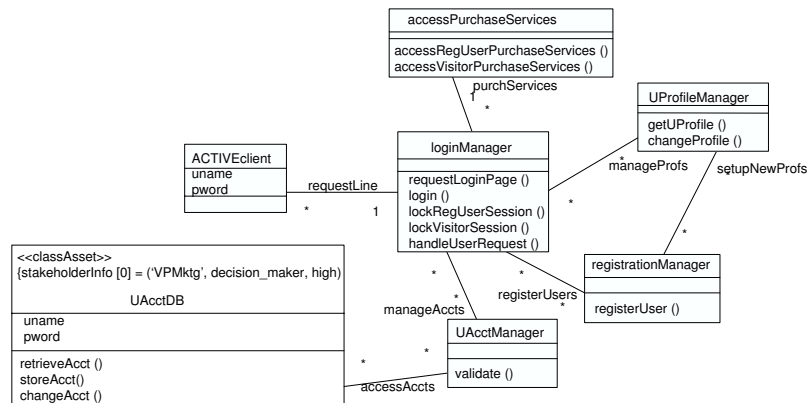 accessPurchaseServices
accessRegUserPurchaseServices ()
accessVisitorPurchaseServices ()
purchServices
1
*
UProfileManager
getUProfile ()
changeProfile ()
loginManager
requestLoginPage ()
login ()
lockRegUserSession ()
lockVisitorSession ()
handleUserRequest ()
*
manageProfs
*
setupNewProfs
*
*
ACTIVEclient
uname
pword
requestLine
*
1
<<classAsset>>
{stakeholderInfo [0] = (‘VPMktg’, decision_maker, high)
UAcctDB
uname
pword
retrieveAcct ()
storeAcct()
changeAcct ()
registrationManager
registerUser ()
*
registerUsers
*
*
manageAccts
*
UAcctManager
validate ()
*
*
accessAccts